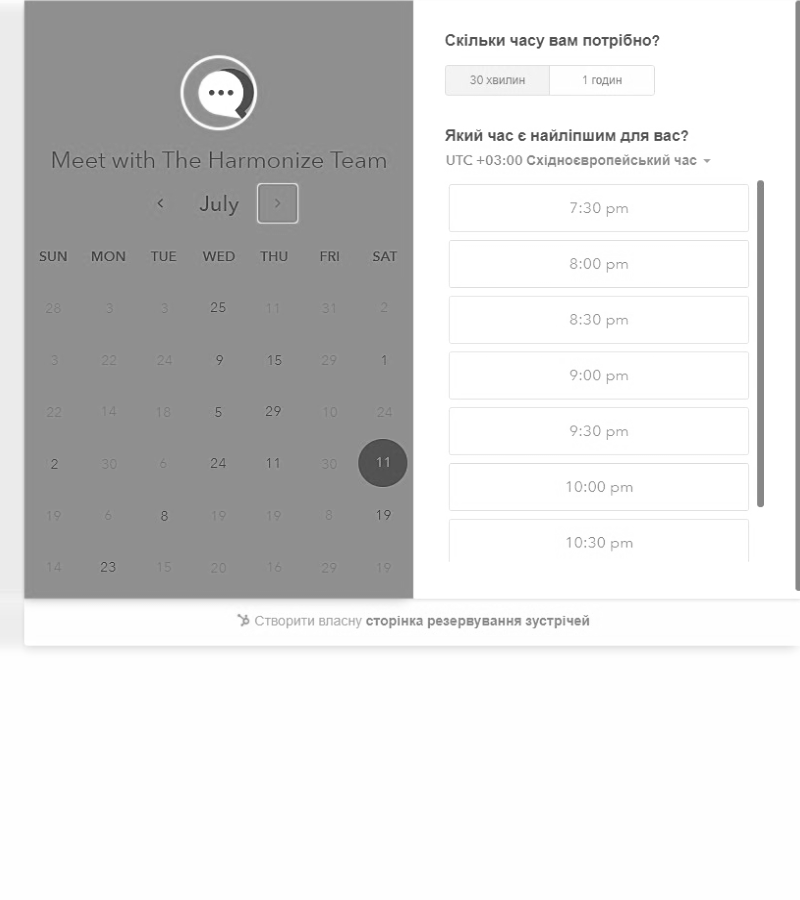 Meet with The Harmonize Team
July
SUN MON TUE WED THU FRI SAT
28 3 3 25 11 31 2
3 22 24 9 15 29 1
22 14 18 5 29 10 24
2 30 6 24 11 30 11
19 6 8 19 19 8 19
14 23 15 20 16 29 19
Скільки часу вам потрібно?
30 хвилин 1 годин
Який час є найліпшим для вас?
UTC +03:00 Східноєвропейський час
7:30 pm
8:00 pm
8:30 pm
9:00 pm
9:30 pm
10:00 pm
10:30 pm
Створити власну сторінка резервування зустрічей